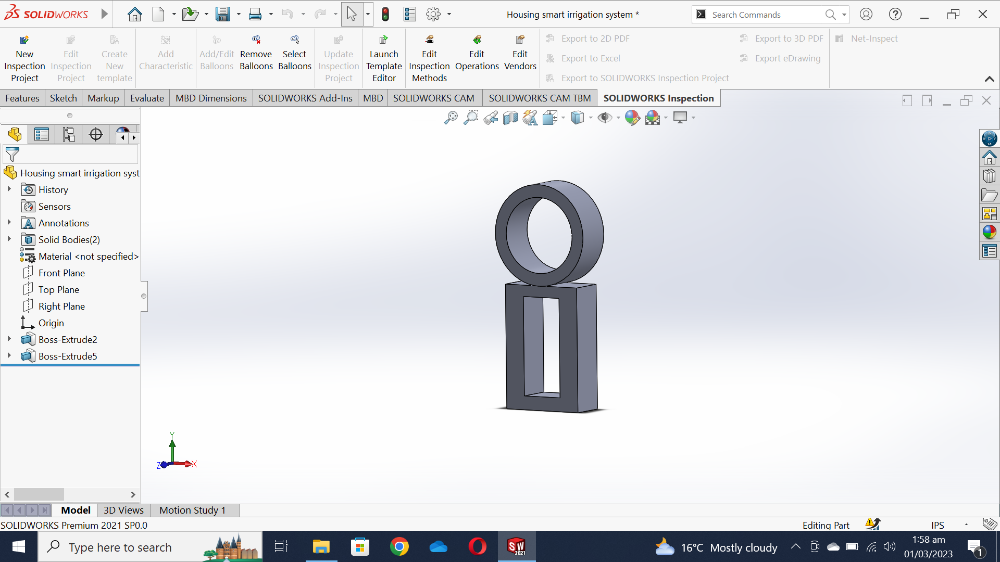 SOLIDWORKS
Housing smart irrigation system *
Search Commands
New Inspection Project
Edit Inspection Project
Create New template
Add Characteristic
Add/Edit Balloons
Remove Balloons
Select Balloons
Update Inspection Project
Launch Template Editor
Edit Inspection Methods
Edit Operations
Edit Vendors
Export to 2D PDF
Export to Excel
Export to SOLIDWORKS Inspection Project
Export to 3D PDF
Export eDrawing
Net-Inspect
Features
Sketch
Markup
Evaluate
MBD Dimensions
SOLIDWORKS Add-Ins
MBD
SOLIDWORKS CAM
SOLIDWORKS CAM TBM
SOLIDWORKS Inspection
Housing smart irrigation syst
History
Sensors
Annotations
Solid Bodies(2)
Material <not specified>
Front Plane
Top Plane
Right Plane
Origin
Boss-Extrude2
Boss-Extrude5
Y
Z
X
Model
3D Views
Motion Study 1
SOLIDWORKS Premium 2021 SP0.0
Editing Part
IPS
Type here to search
SW
2021
16°C Mostly cloudy
1:58 am
01/03/2023
1